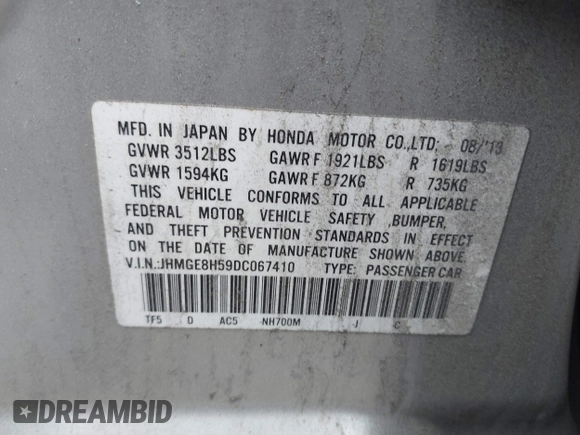 MFD. IN JAPAN BY HONDA MOTOR CO.,LTD; 08/'13
GVWR 3512LBS GAWR F 1921LBS R 1619LBS
GVWR 1594KG GAWR F 872KG R 735KG
THIS VEHICLE CONFORMS TO ALL APPLICABLE
FEDERAL MOTOR VEHICLE SAFETY ,BUMPER,
AND THEFT PREVENTION STANDARDS IN EFFECT
ON THE DATE OF MANUFACTURE SHOWN ABOVE.
V.I.N.:JHMGE8H59DC067410 TYPE: PASSENGER CAR
TF5 D AC5 NH700M J C
DREAMBID